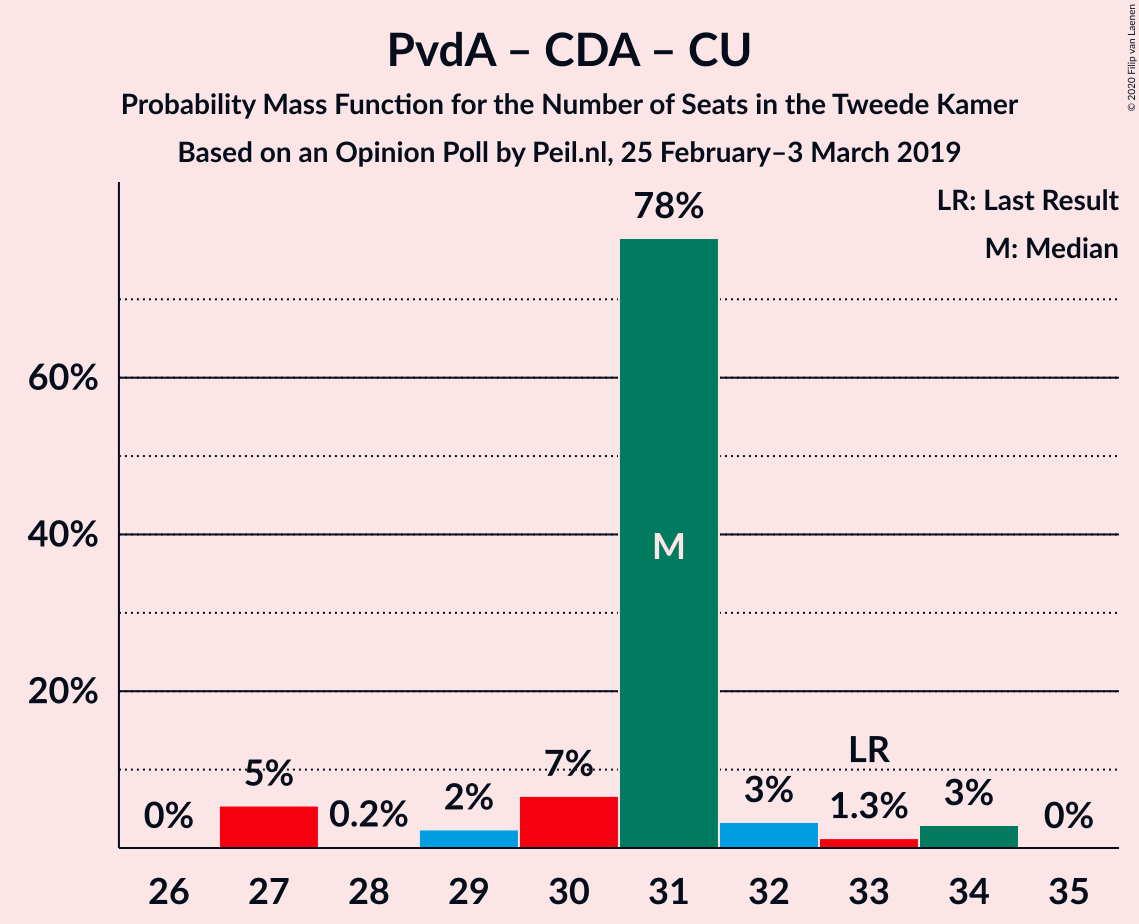 PvdA – CDA – CU
Probability Mass Function for the Number of Seats in the Tweede Kamer
Based on an Opinion Poll by Peil.nl, 25 February–3 March 2019
© 2020 Filip van Laenen
LR: Last Result
M: Median
78%
60%
40%
M
20%
LR
5%
7%
0%
0.2%
2%
3%
1.3%
3%
0%
26 27 28 29 30 31 32 33 34 35